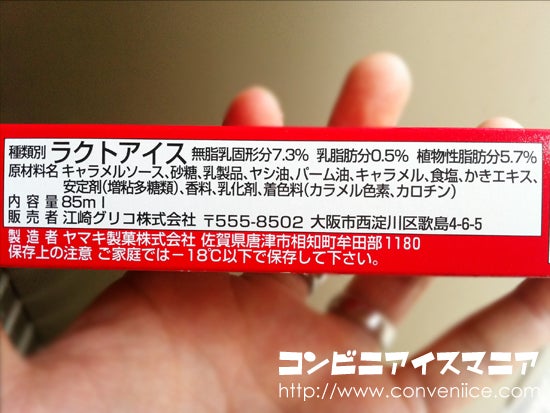 種類別 ラクトアイス 無脂乳固形分7.3% 乳脂肪分0.5% 植物性脂肪分5.7%
原材料名 キャラメルソース、砂糖、乳製品、ヤシ油、パーム油、キャラメル、食塩、かきエキス、
安定剤(増粘多糖類)、香料、乳化剤、着色料(カラメル色素、カロチン)
内容量 85ml
販売者 江崎グリコ株式会社 〒555-8502 大阪市西淀川区歌島4-6-5
製造者 ヤマキ製菓株式会社 佐賀県唐津市相知町牟田部1180
保存上の注意 ご家庭では−18℃以下で保存して下さい。
コンビニアイスマニア
http://www.conveniice.com/